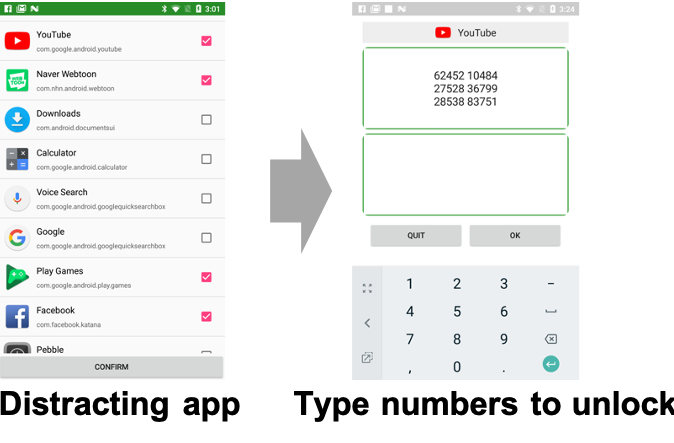 3:01
YouTube
com.google.android.youtube
WEB
TOON
Naver Webtoon
com.nhn.android.webtoon
Downloads
com.android.documentsui
Calculator
com.google.android.calculator
Voice Search
com.google.android.googlequicksearchbox
Google
com.google.android.googlequicksearchbox
Play Games
com.google.android.play.games
Facebook
com.facebook.katana
Pebble
CONFIRM
Distracting app
3:24
YouTube
62452 10484
27528 36799
28538 83751
QUIT OK
1 2 3 −
4 5 6
7 8 9
, 0 .
Type numbers to unlock